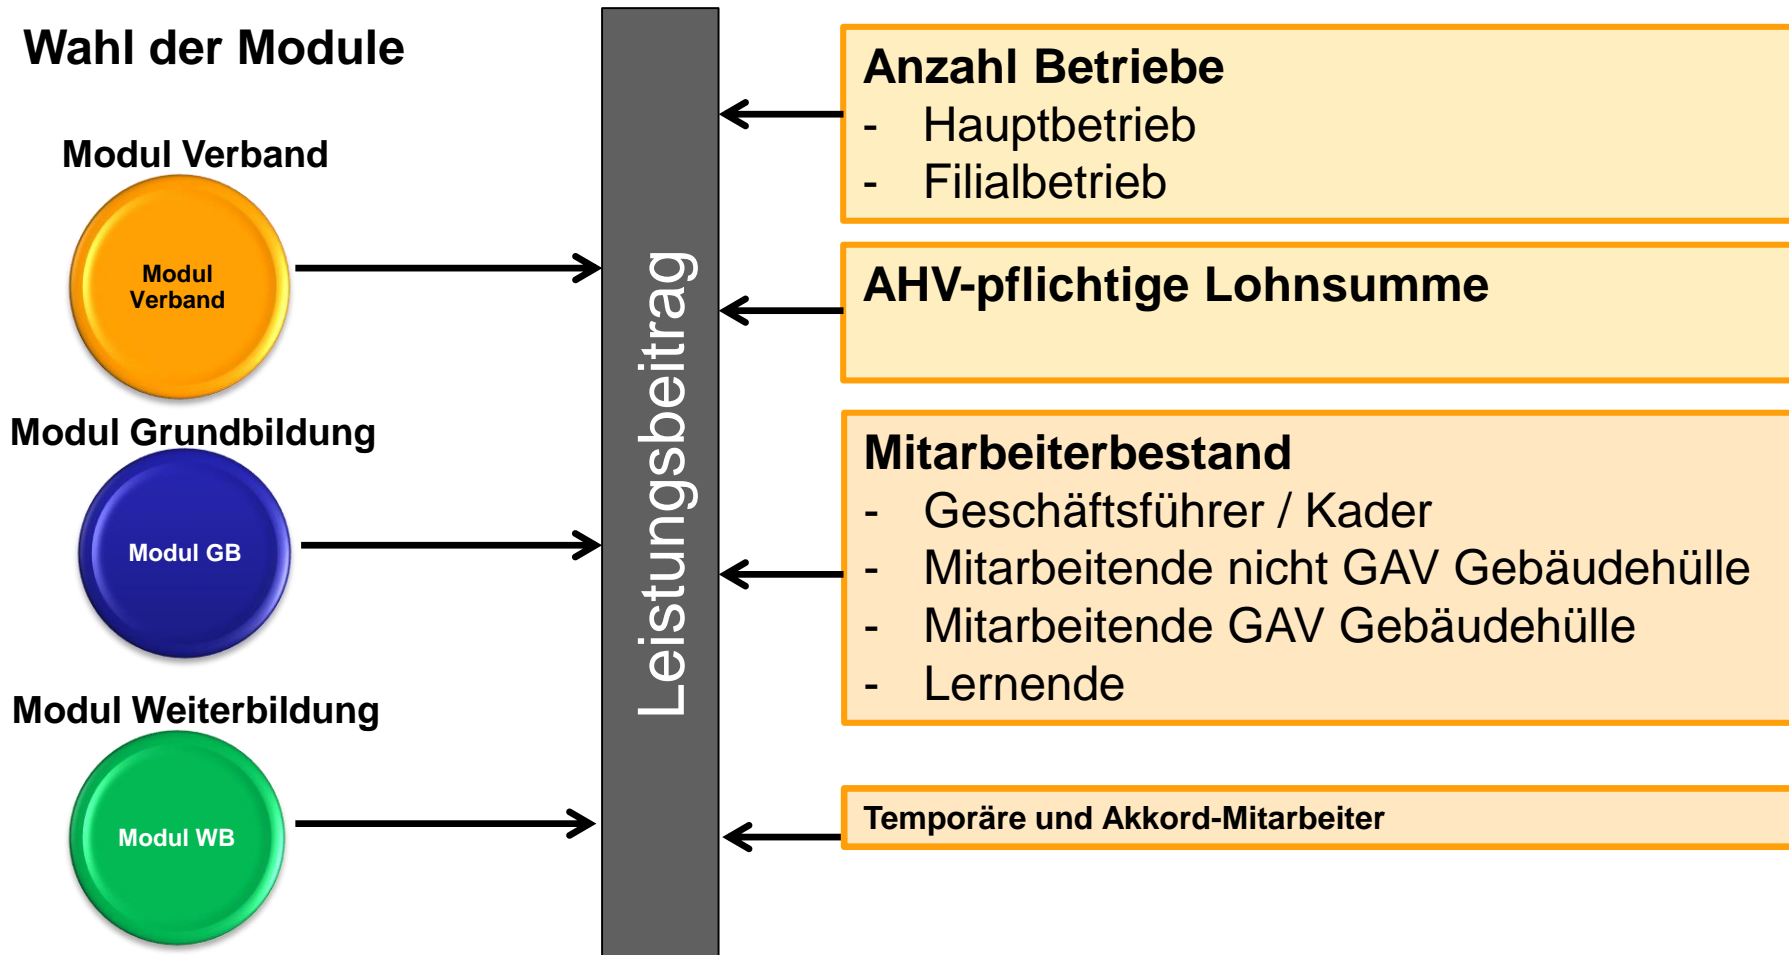 Wahl der Module
Modul Verband
Modul
Verband
Modul Grundbildung
Modul GB
Modul Weiterbildung
Modul WB
Leistungsbeitrag
Anzahl Betriebe
- Hauptbetrieb
- Filialbetrieb
AHV-pflichtige Lohnsumme
Mitarbeiterbestand
- Geschäftsführer / Kader
- Mitarbeitende nicht GAV Gebäudehülle
- Mitarbeitende GAV Gebäudehülle
- Lernende
Temporäre und Akkord-Mitarbeiter